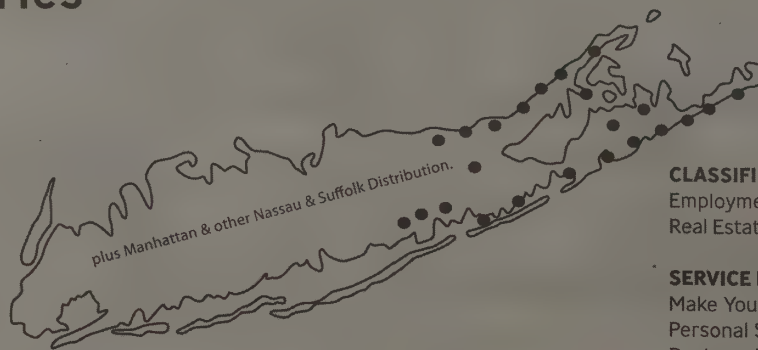 plus Manhattan & other Nassau & Suffolk Distribution.
CLASSIFI
Employme
Real Estat
SERVICE
Make You
Personal S